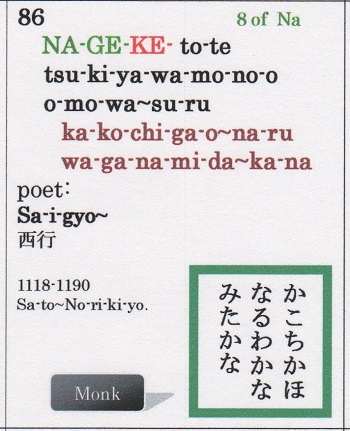 86
8 of Na
NA-GE-KE- to-te
tsu-ki-ya-wa-mo-no-o
o-mo-wa~su-ru
ka-ko-chi-ga-o~na-ru
wa-ga-na-mi-da~ka-na
poet:
Sa-i-gyo~
西行
1118-1190
Sa-to~No-ri-ki-yo.
かこちかほ
なるわかな
みたかな
Monk